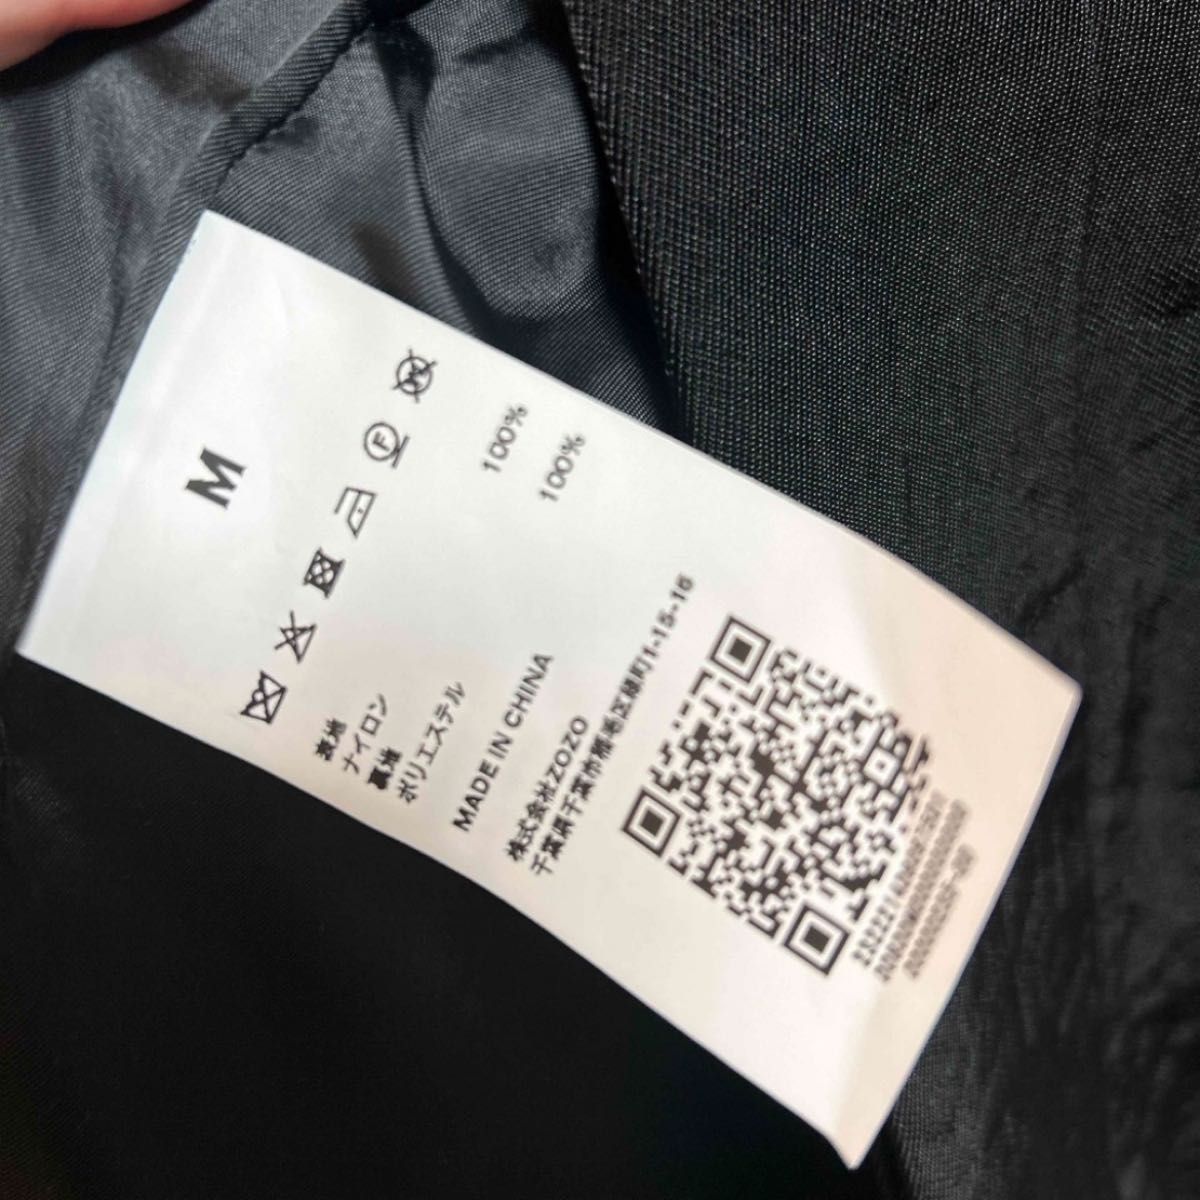 M
表地
ナイロン 100%
裏地
ポリエステル 100%
MADE IN CHINA
株式会社ZOZO
千葉県千葉市稲毛区緑町1-15-16